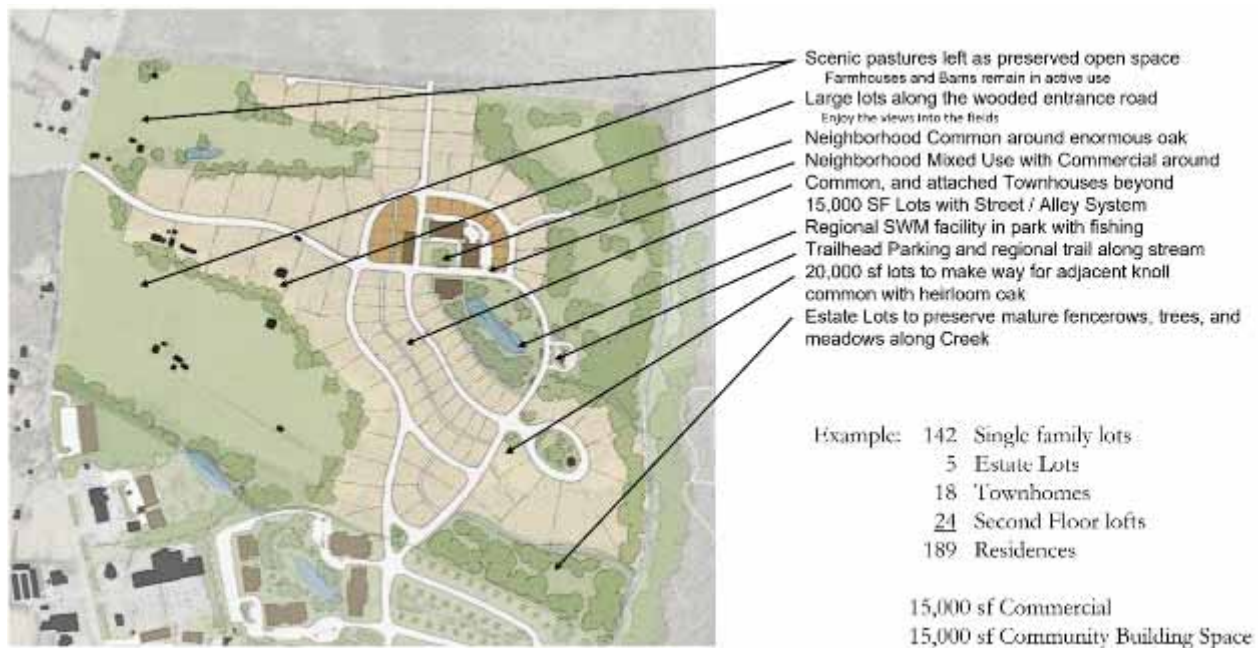 Scenic pastures left as preserved open space
Farmhouses and Barns remain in active use
Large lots along the wooded entrance road
Enjoy the views into the fields
Neighborhood Common around enormous oak
Neighborhood Mixed Use with Commercial around
Common, and attached Townhouses beyond
15,000 SF Lots with Street / Alley System
Regional SWM facility in park with fishing
Trailhead Parking and regional trail along stream
20,000 sf lots to make way for adjacent knoll
common with heirloom oak
Estate Lots to preserve mature fencerows, trees, and
meadows along Creek
Example: 142 Single family lots
5 Estate Lots
18 Townhomes
24 Second Floor lofts
189 Residences
15,000 sf Commercial
15,000 sf Community Building Space